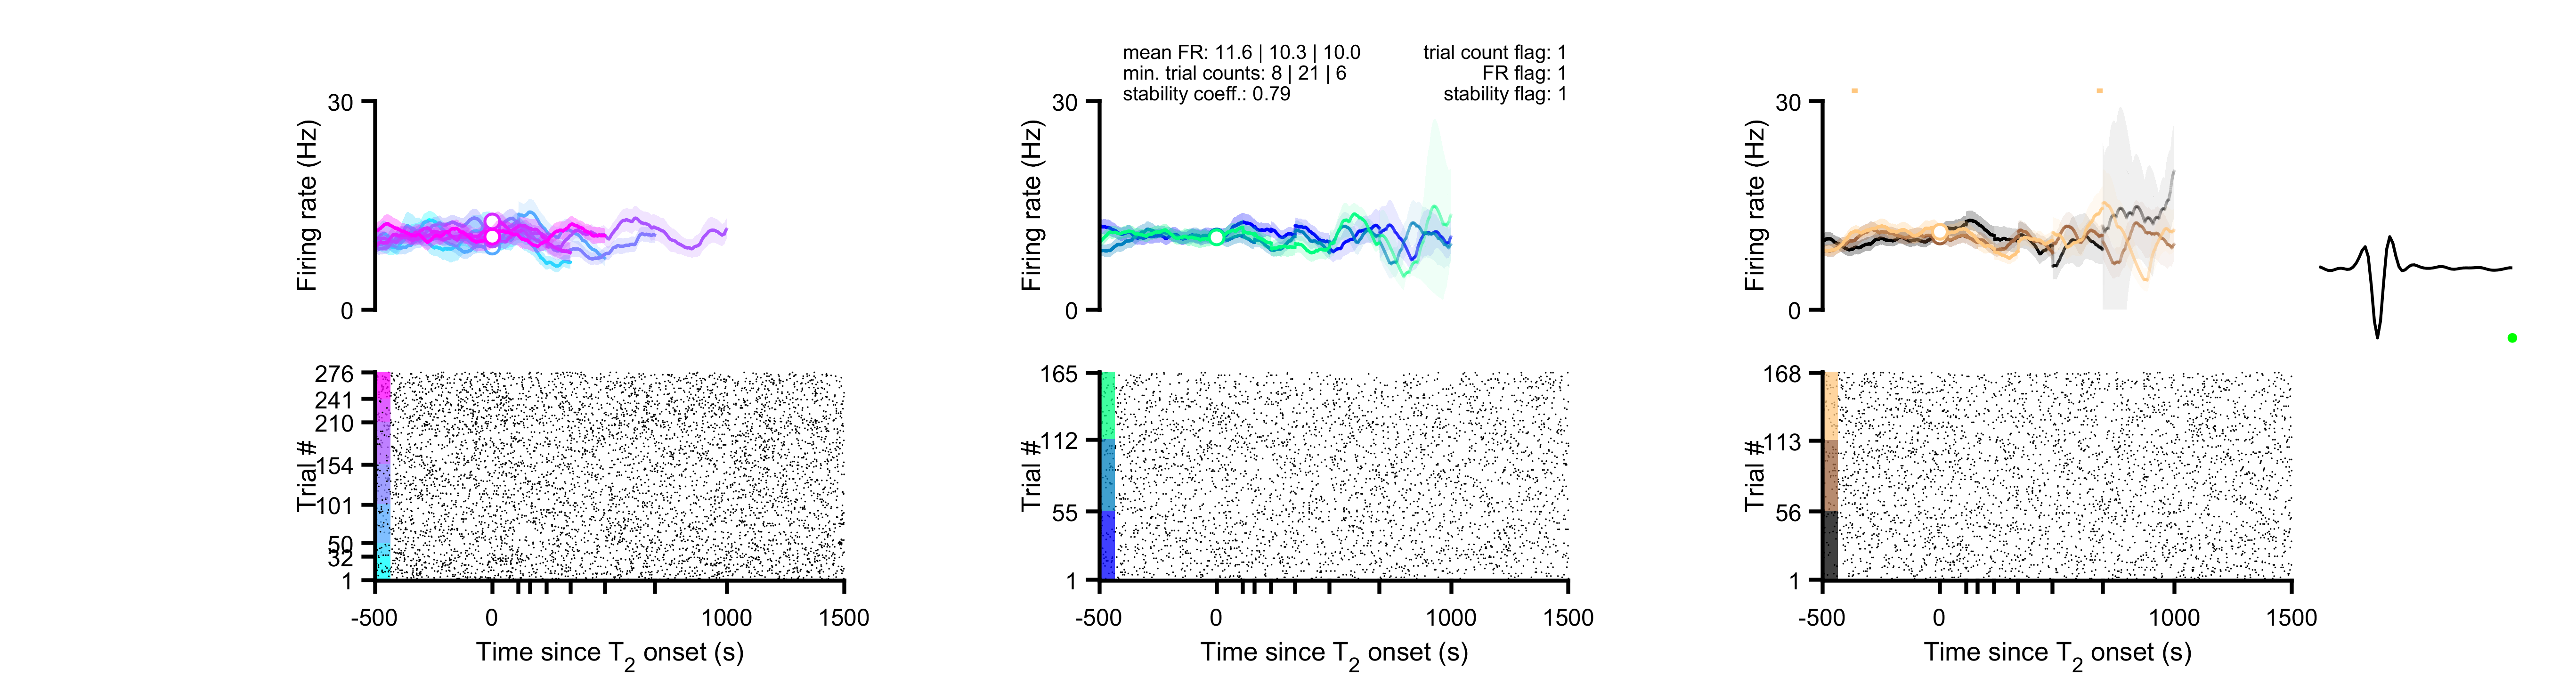 mean FR: 11.6 | 10.3 | 10.0
min. trial counts: 8 | 21 | 6
stability coeff.: 0.79
trial count flag: 1
FR flag: 1
stability flag: 1
30
Firing rate (Hz)
0
276
241
210
154
101
50
32
1
Trial #
-500
0
1000
1500
Time since T2 onset (s)
30
Firing rate (Hz)
0
165
112
55
1
Trial #
-500
0
1000
1500
Time since T2 onset (s)
30
Firing rate (Hz)
0
168
113
56
1
Trial #
-500
0
1000
1500
Time since T2 onset (s)